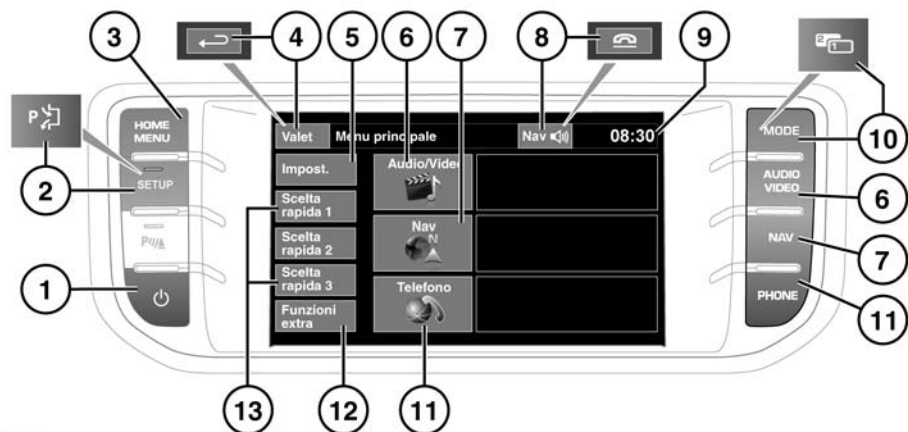 3
4
5
6
7
8
9
2
1
P
HOME
MENU
Valet
Menu principale
Nav
08:30
MODE
10
2
SETUP
Impost.
Audio/Video
AUDIO
VIDEO
6
Scelta
rapida 1
Nav
N
NAV
7
P
Scelta
rapida 2
1
Scelta
rapida 3
Telefono
PHONE
11
Funzioni
extra
13
12
11